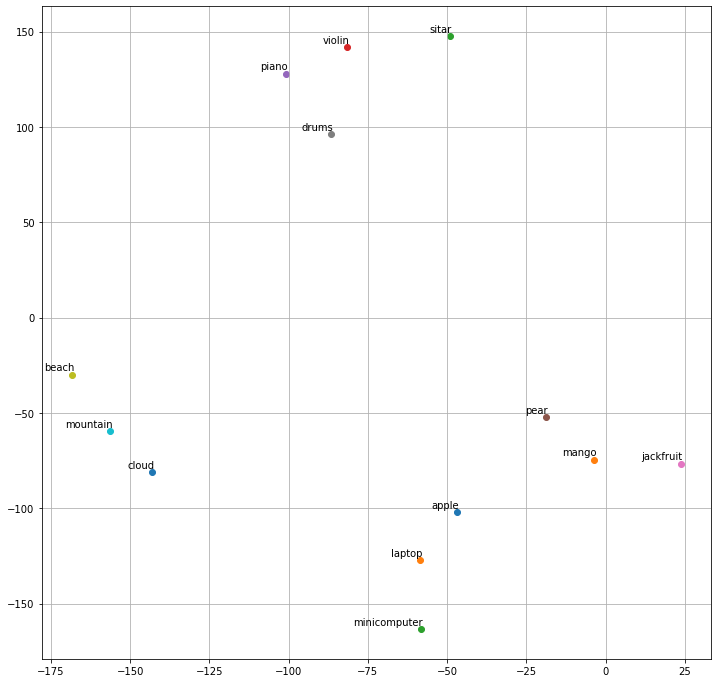 sitar
violin
piano
drums
beach
mountain
cloud
pear
mango
jackfruit
apple
laptop
minicomputer
150
100
50
0
−50
−100
−150
−175
−150
−125
−100
−75
−50
−25
0
25